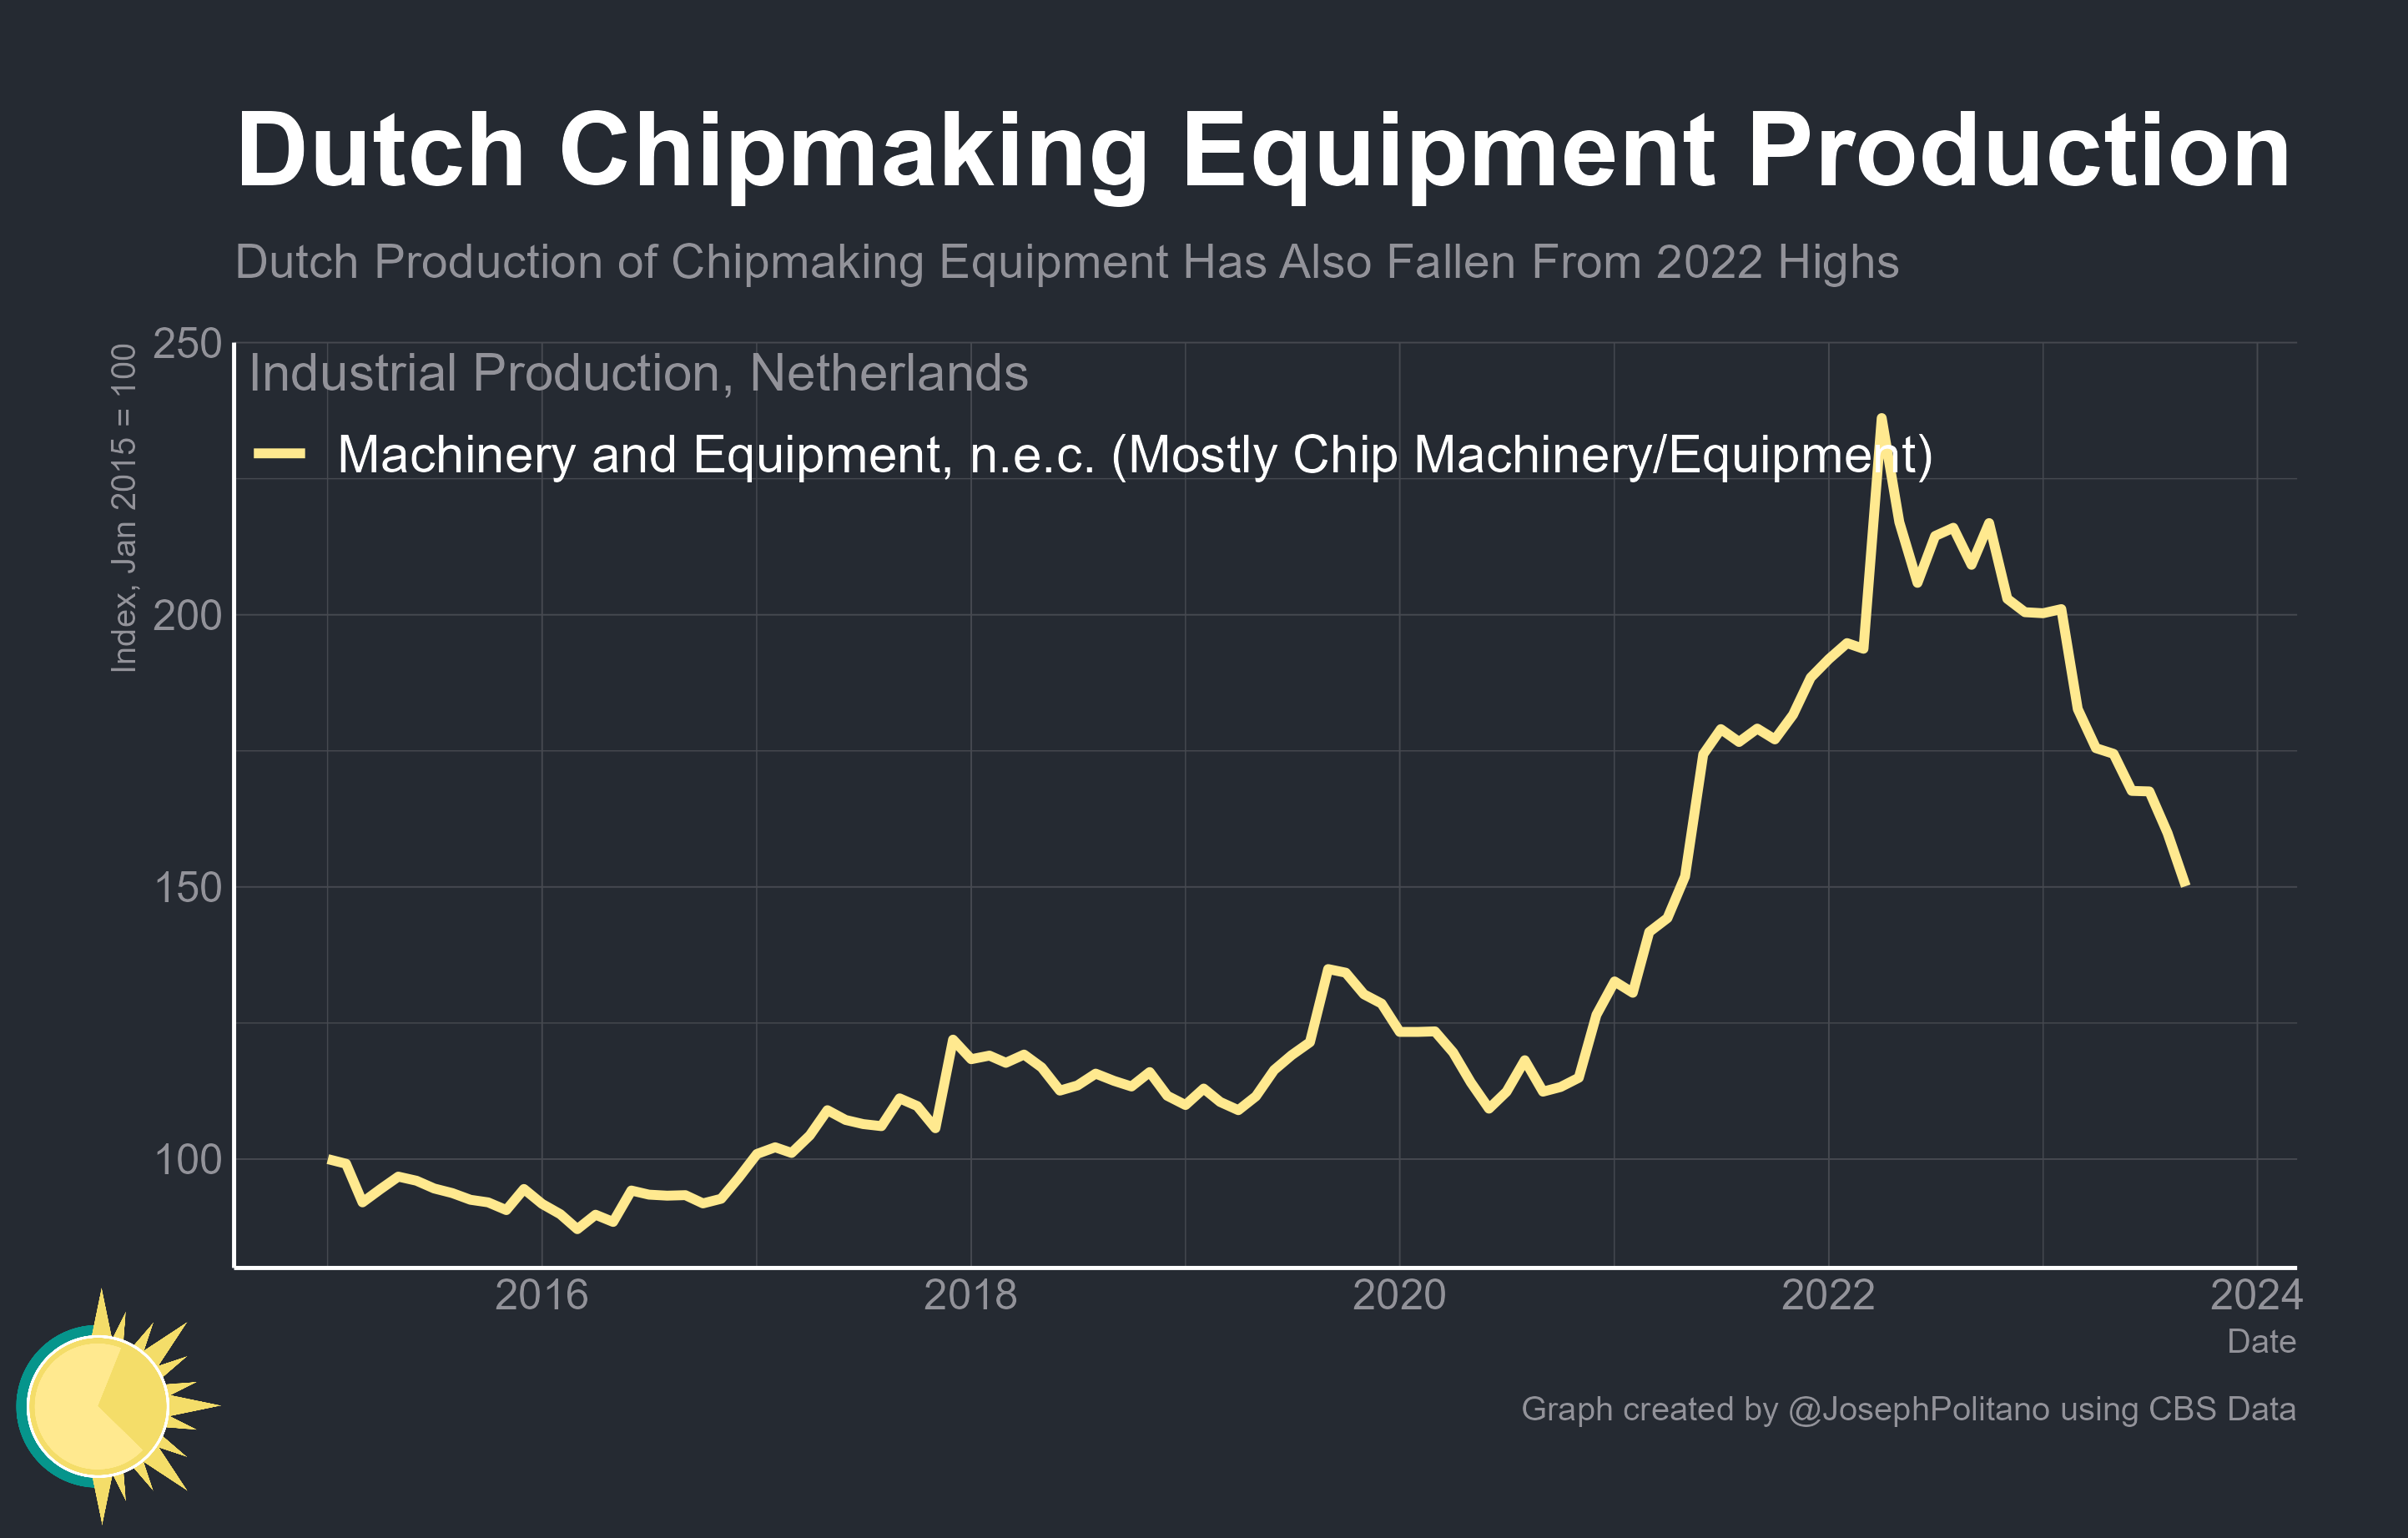 Dutch Chipmaking Equipment Production
Dutch Production of Chipmaking Equipment Has Also Fallen From 2022 Highs
Index, Jan 2015 = 100
250
200
150
100
Industrial Production, Netherlands
Machinery and Equipment, n.e.c. (Mostly Chip Machinery/Equipment)
2016 2018 2020 2022 2024
Date
Graph created by @JosephPolitano using CBS Data